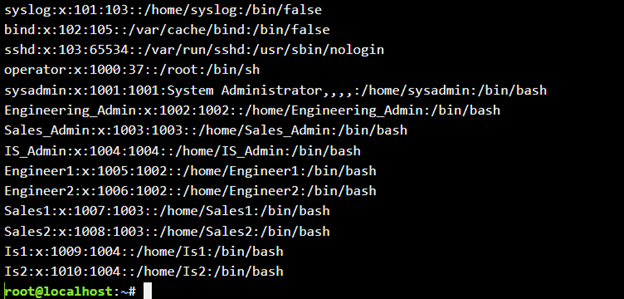 syslog:x:101:103::/home/syslog:/bin/false
bind:x:102:105::/var/cache/bind:/bin/false
sshd:x:103:65534::/var/run/sshd:/usr/sbin/nologin
operator:x:1000:37::/root:/bin/sh
sysadmin:x:1001:1001:System Administrator,,,,:/home/sysadmin:/bin/bash
Engineering_Admin:x:1002:1002::/home/Engineering_Admin:/bin/bash
Sales_Admin:x:1003:1003::/home/Sales_Admin:/bin/bash
IS_Admin:x:1004:1004::/home/IS_Admin:/bin/bash
Engineer1:x:1005:1002::/home/Engineer1:/bin/bash
Engineer2:x:1006:1002::/home/Engineer2:/bin/bash
Sales1:x:1007:1003::/home/Sales1:/bin/bash
Sales2:x:1008:1003::/home/Sales2:/bin/bash
Is1:x:1009:1004::/home/Is1:/bin/bash
Is2:x:1010:1004::/home/Is2:/bin/bash
root@localhost:~#